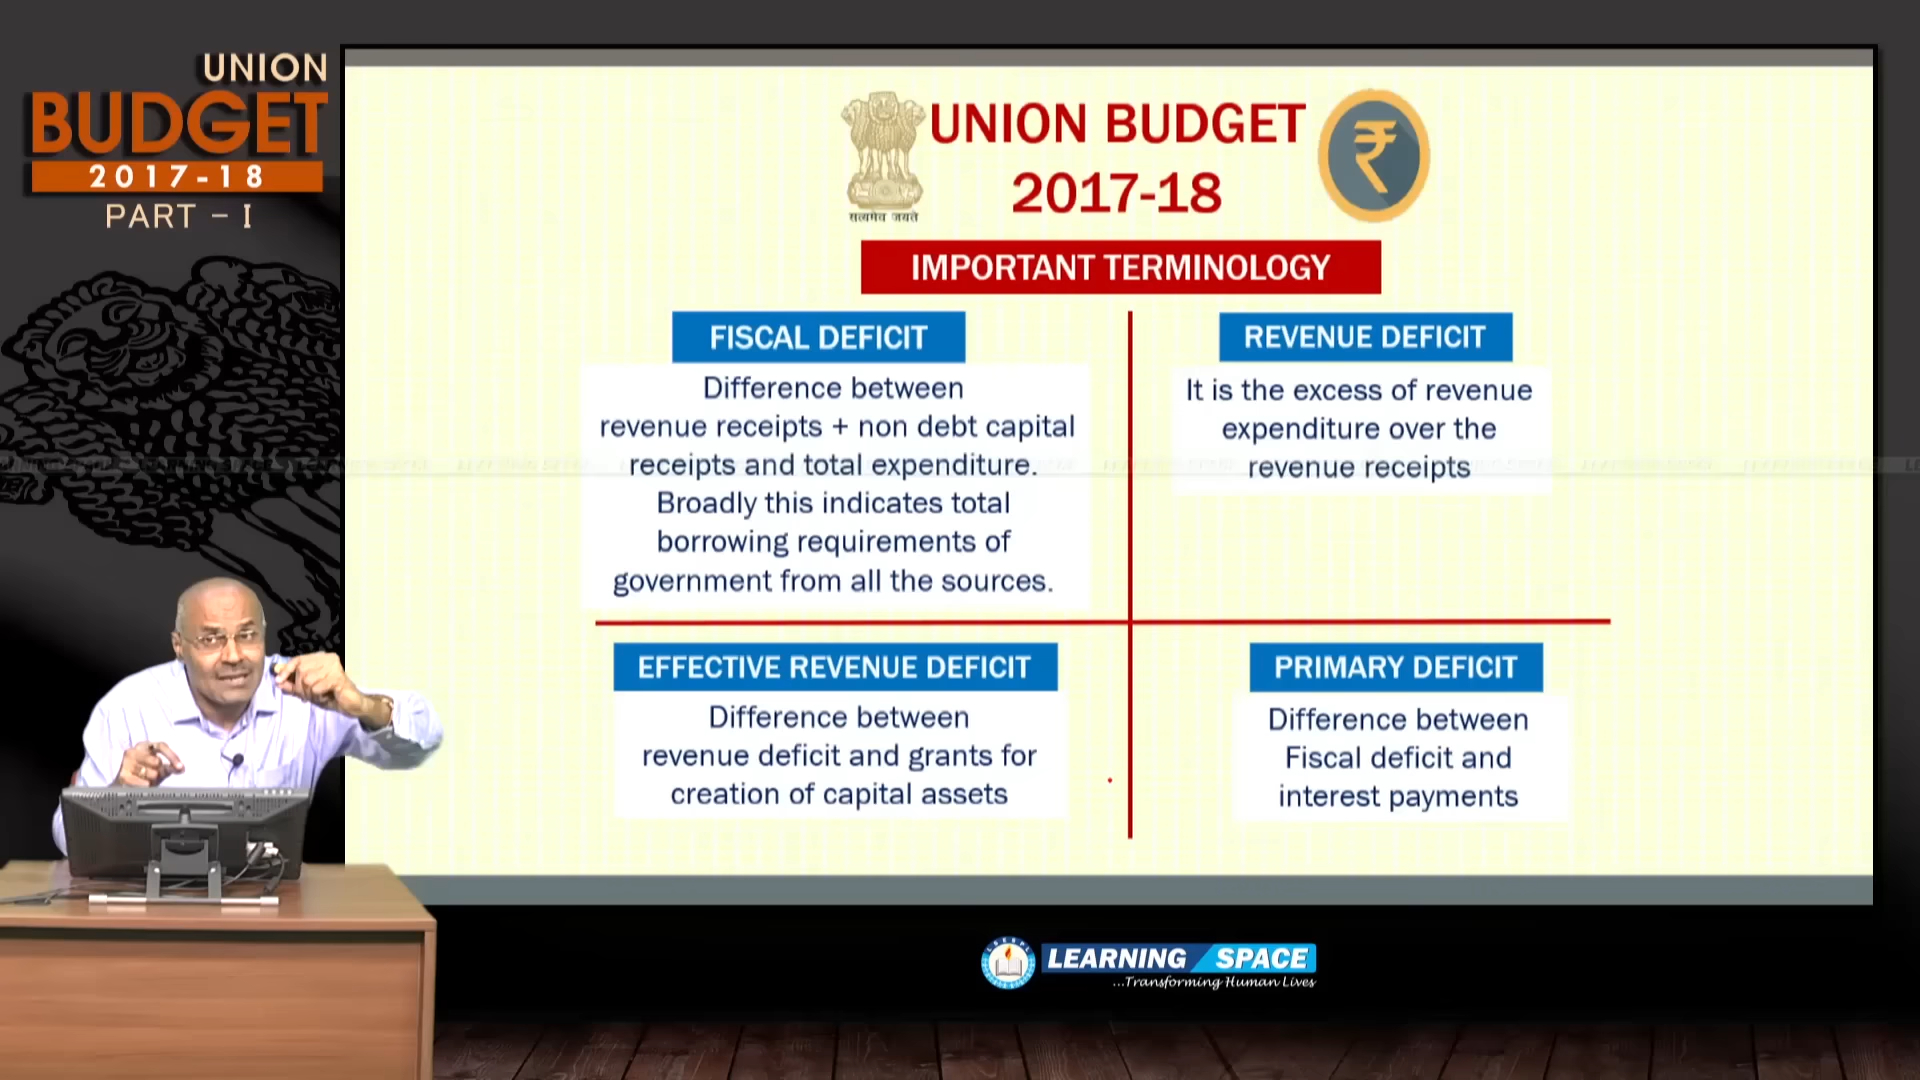 UNION
BUDGET
2017-18
PART – I
UNION BUDGET
2017-18
सत्यमेव जयते
IMPORTANT TERMINOLOGY
FISCAL DEFICIT
Difference between
revenue receipts + non debt capital
receipts and total expenditure.
Broadly this indicates total
borrowing requirements of
government from all the sources.
REVENUE DEFICIT
It is the excess of revenue
expenditure over the
revenue receipts
EFFECTIVE REVENUE DEFICIT
Difference between
revenue deficit and grants for
creation of capital assets
PRIMARY DEFICIT
Difference between
Fiscal deficit and
interest payments
LEARNING SPACE
...Transforming Human Lives